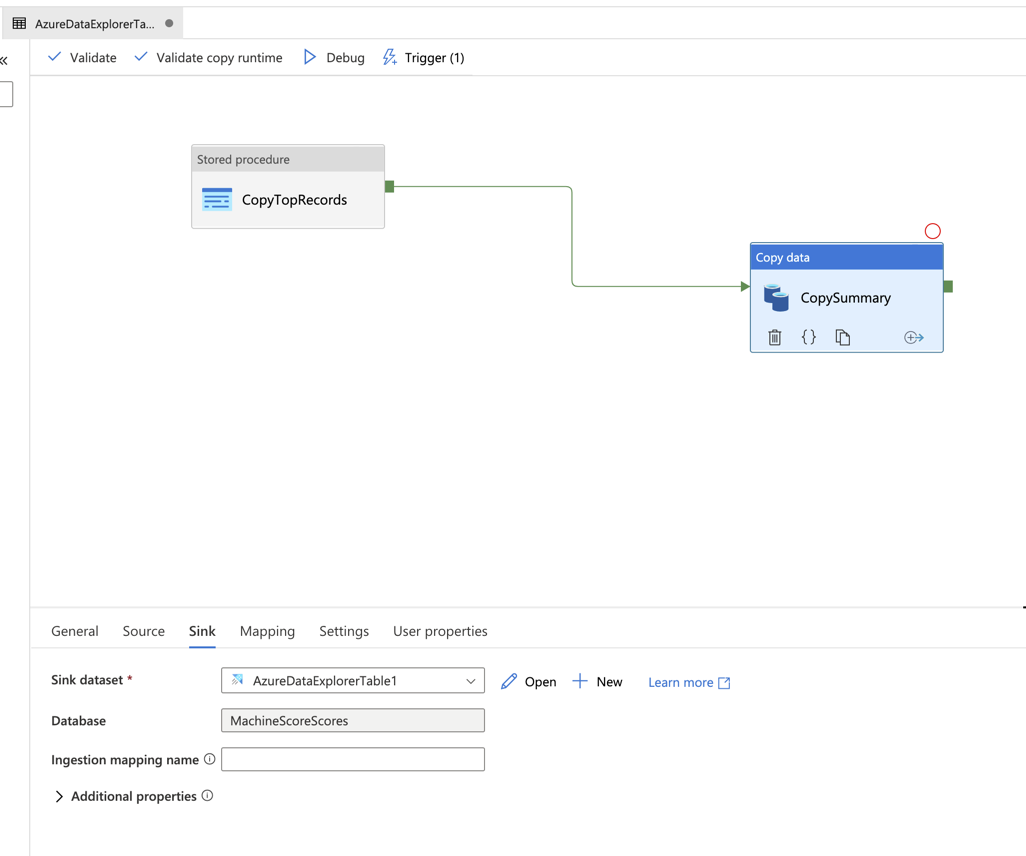 AzureDataExplorerTa...
Validate Validate copy runtime Debug Trigger (1)
Stored procedure
CopyTopRecords
Copy data
CopySummary
{}
General Source Sink Mapping Settings User properties
Sink dataset * AzureDataExplorerTable1 Open New Learn more
Database MachineScoreScores
Ingestion mapping name
Additional properties